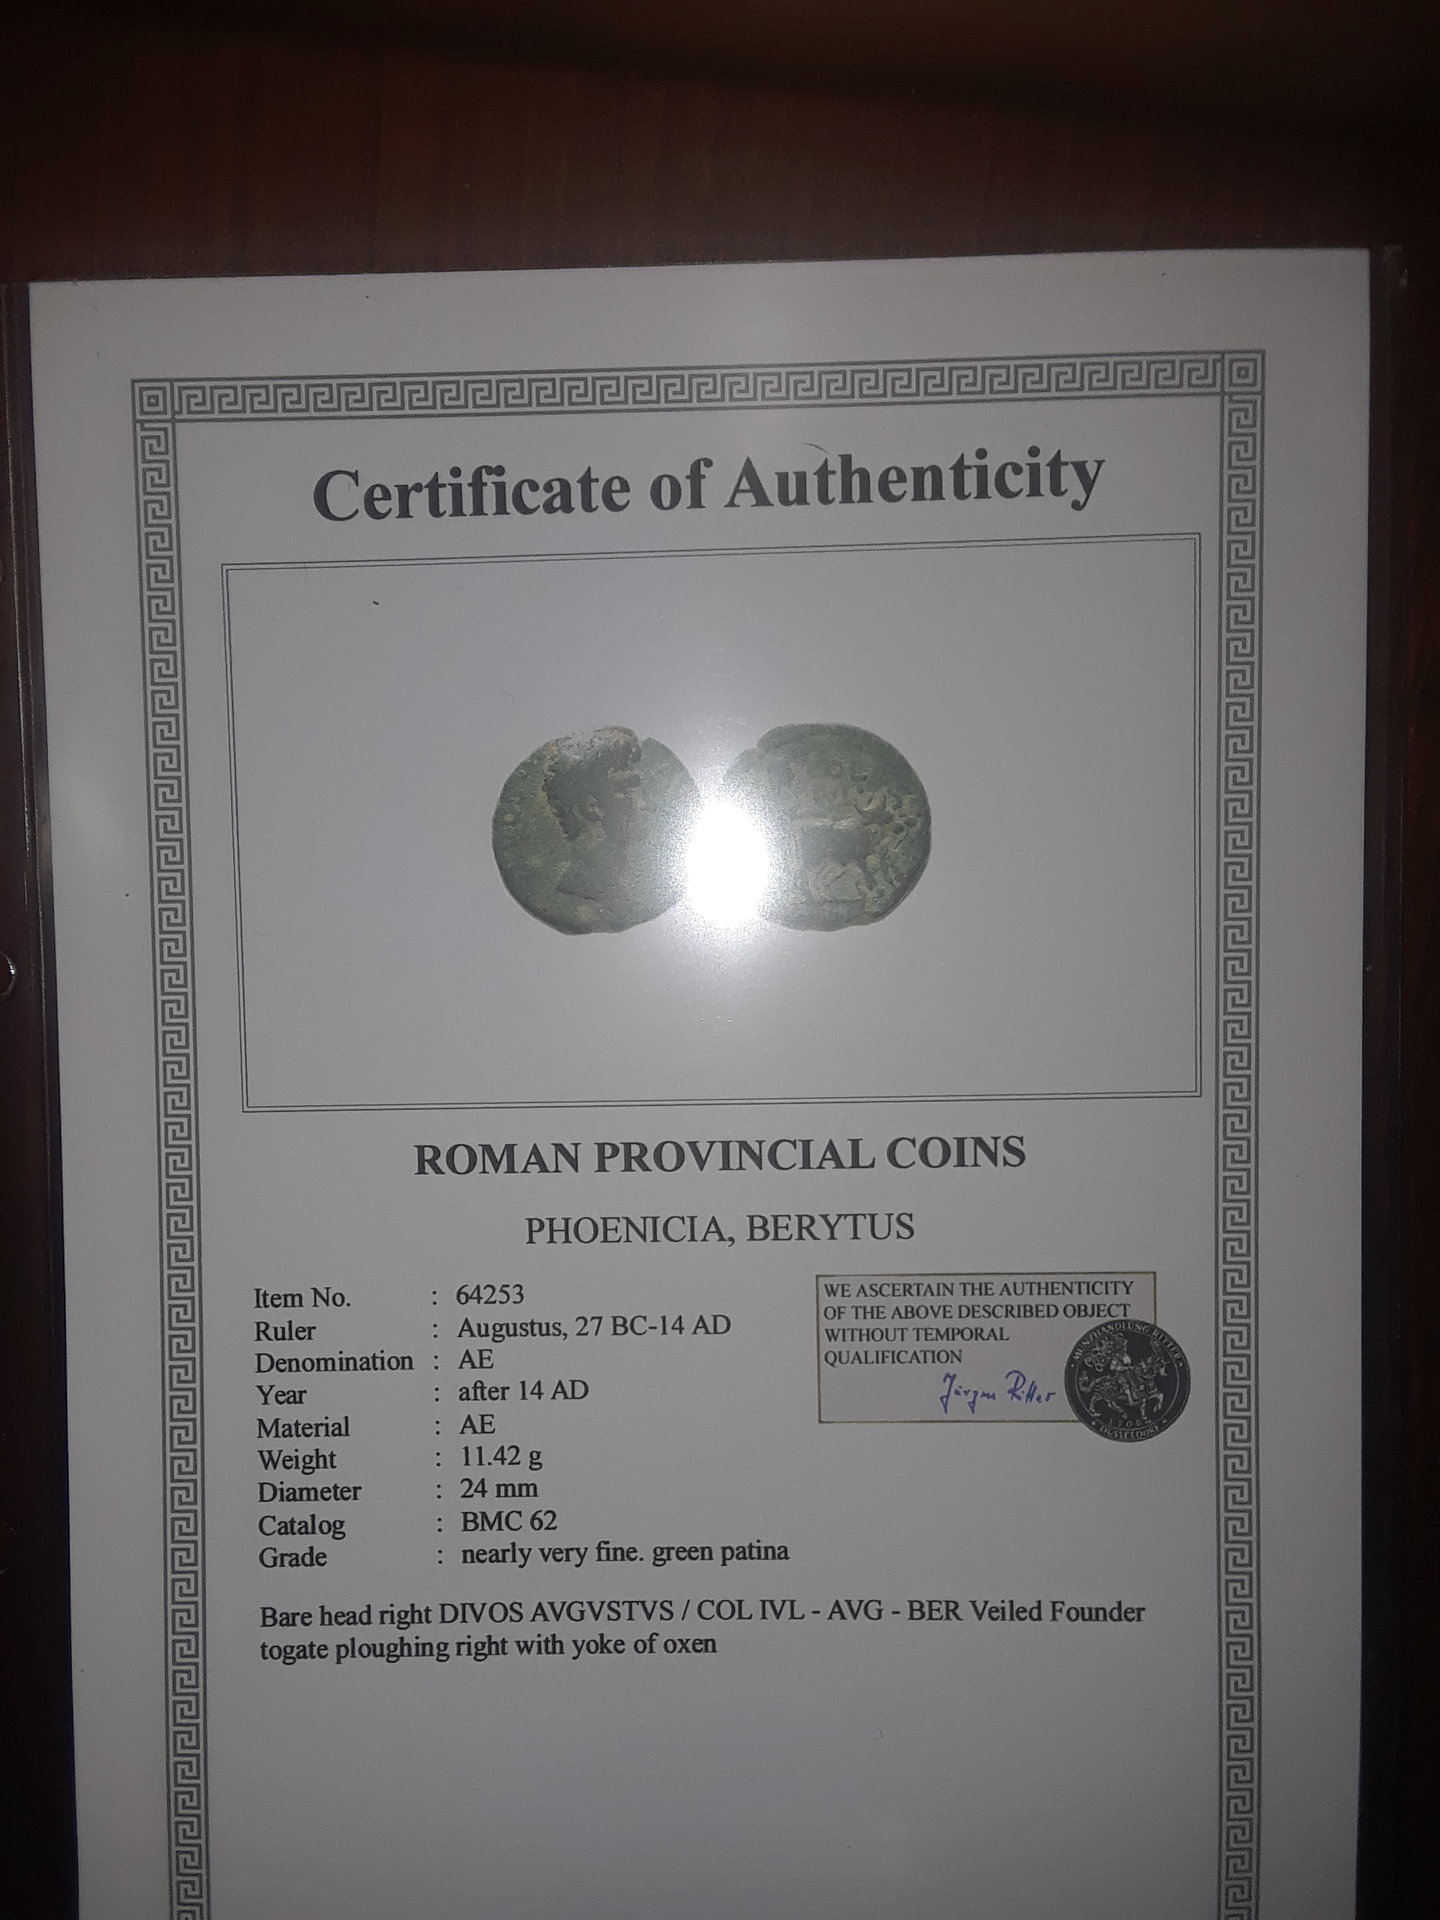 Certificate of Authenticity
ROMAN PROVINCIAL COINS
PHOENICIA, BERYTUS
Item No. : 64253
Ruler : Augustus, 27 BC-14 AD
Denomination : AE
Year : after 14 AD
Material : AE
Weight : 11.42 g
Diameter : 24 mm
Catalog : BMC 62
Grade : nearly very fine. green patina
WE ASCERTAIN THE AUTHENTICITY
OF THE ABOVE DESCRIBED OBJECT
WITHOUT TEMPORAL
QUALIFICATION
Jürgen Ritter
MÜNZHANDLUNG RITTER
DÜSSELDORF
Bare head right DIVOS AVGVSTVS / COL IVL - AVG - BER Veiled Founder
togate ploughing right with yoke of oxen